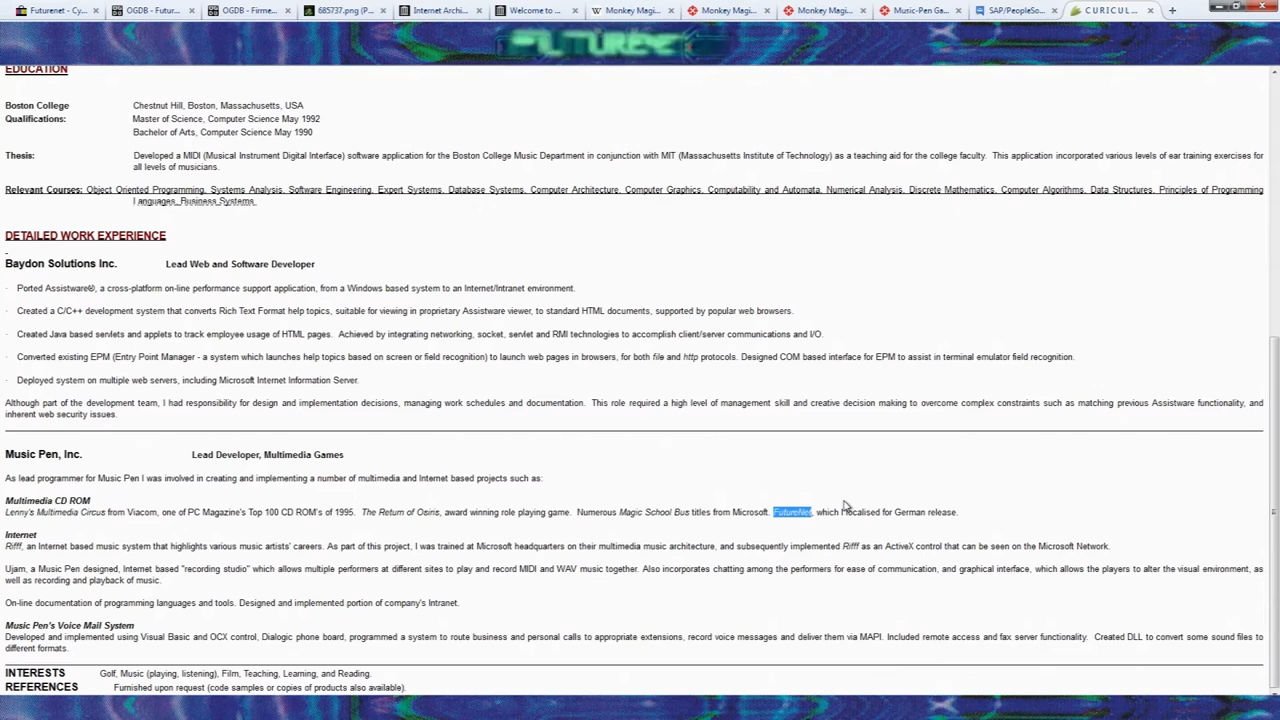 Futurenet - Cy... OGDB - Futur... OGDB - Firme... 685737.png (P... Internet Archi... Welcome to ... Monkey Magi... Monkey Magi... Monkey Magi... Music-Pen Ga... SAP/PeopleSo... C U R I C U L...
FUTURENET
EDUCATION
Boston College Chestnut Hill, Boston, Massachusetts, USA
Qualifications: Master of Science, Computer Science May 1992
Bachelor of Arts, Computer Science May 1990
Thesis: Developed a MIDI (Musical Instrument Digital Interface) software application for the Boston College Music Department in conjunction with MIT (Massachusetts Institute of Technology) as a teaching aid for the college faculty. This application incorporated various levels of ear training exercises for
all levels of musicians.
Relevant Courses: Object Oriented Programming, Systems Analysis, Software Engineering, Expert Systems, Database Systems, Computer Architecture, Computer Graphics, Computability and Automata, Numerical Analysis, Discrete Mathematics, Computer Algorithms, Data Structures, Principles of Programming
Languages, Business Systems
DETAILED WORK EXPERIENCE
Baydon Solutions Inc. Lead Web and Software Developer
· Ported Assistware®, a cross-platform on-line performance support application, from a Windows based system to an Internet/Intranet environment.
· Created a C/C++ development system that converts Rich Text Format help topics, suitable for viewing in proprietary Assistware viewer, to standard HTML documents, supported by popular web browsers.
· Created Java based servlets and applets to track employee usage of HTML pages. Achieved by integrating networking, socket, servlet and RMI technologies to accomplish client/server communications and I/O.
· Converted existing EPM (Entry Point Manager - a system which launches help topics based on screen or field recognition) to launch web pages in browsers, for both file and http protocols. Designed COM based interface for EPM to assist in terminal emulator field recognition.
· Deployed system on multiple web servers, including Microsoft Internet Information Server.
Although part of the development team, I had responsibility for design and implementation decisions, managing work schedules and documentation. This role required a high level of management skill and creative decision making to overcome complex constraints such as matching previous Assistware functionality, and
inherent web security issues.
Music Pen, Inc. Lead Developer, Multimedia Games
As lead programmer for Music Pen I was involved in creating and implementing a number of multimedia and Internet based projects such as:
Multimedia CD ROM
Lenny's Multimedia Circus from Viacom, one of PC Magazine's Top 100 CD ROM's of 1995. The Return of Osiris, award winning role playing game. Numerous Magic School Bus titles from Microsoft. FutureNet, which I localised for German release.
Internet
Rifff, an Internet based music system that highlights various music artists' careers. As part of this project, I was trained at Microsoft headquarters on their multimedia music architecture, and subsequently implemented Rifff as an ActiveX control that can be seen on the Microsoft Network.
Ujam, a Music Pen designed, Internet based "recording studio" which allows multiple performers at different sites to play and record MIDI and WAV music together. Also incorporates chatting among the performers for ease of communication, and graphical interface, which allows the players to alter the visual environment, as
well as recording and playback of music.
On-line documentation of programming languages and tools. Designed and implemented portion of company's Intranet.
Music Pen's Voice Mail System
Developed and implemented using Visual Basic and OCX control, Dialogic phone board, programmed a system to route business and personal calls to appropriate extensions, record voice messages and deliver them via MAPI. Included remote access and fax server functionality. Created DLL to convert some sound files to
different formats.
INTERESTS Golf, Music (playing, listening), Film, Teaching, Learning, and Reading.
REFERENCES Furnished upon request (code samples or copies of products also available).